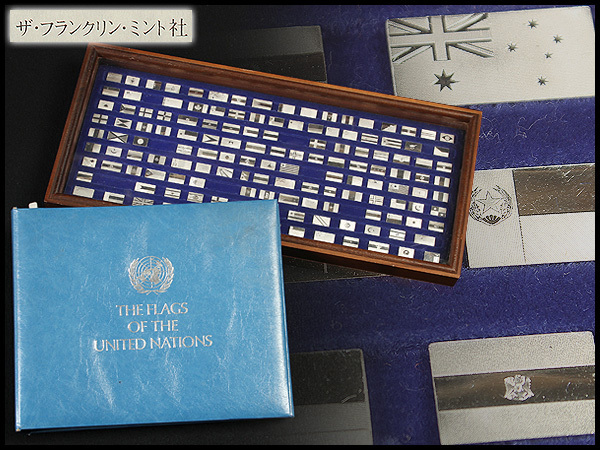 ザ・フランクリン・ミント社
THE FLAGS
OF THE
UNITED NATIONS